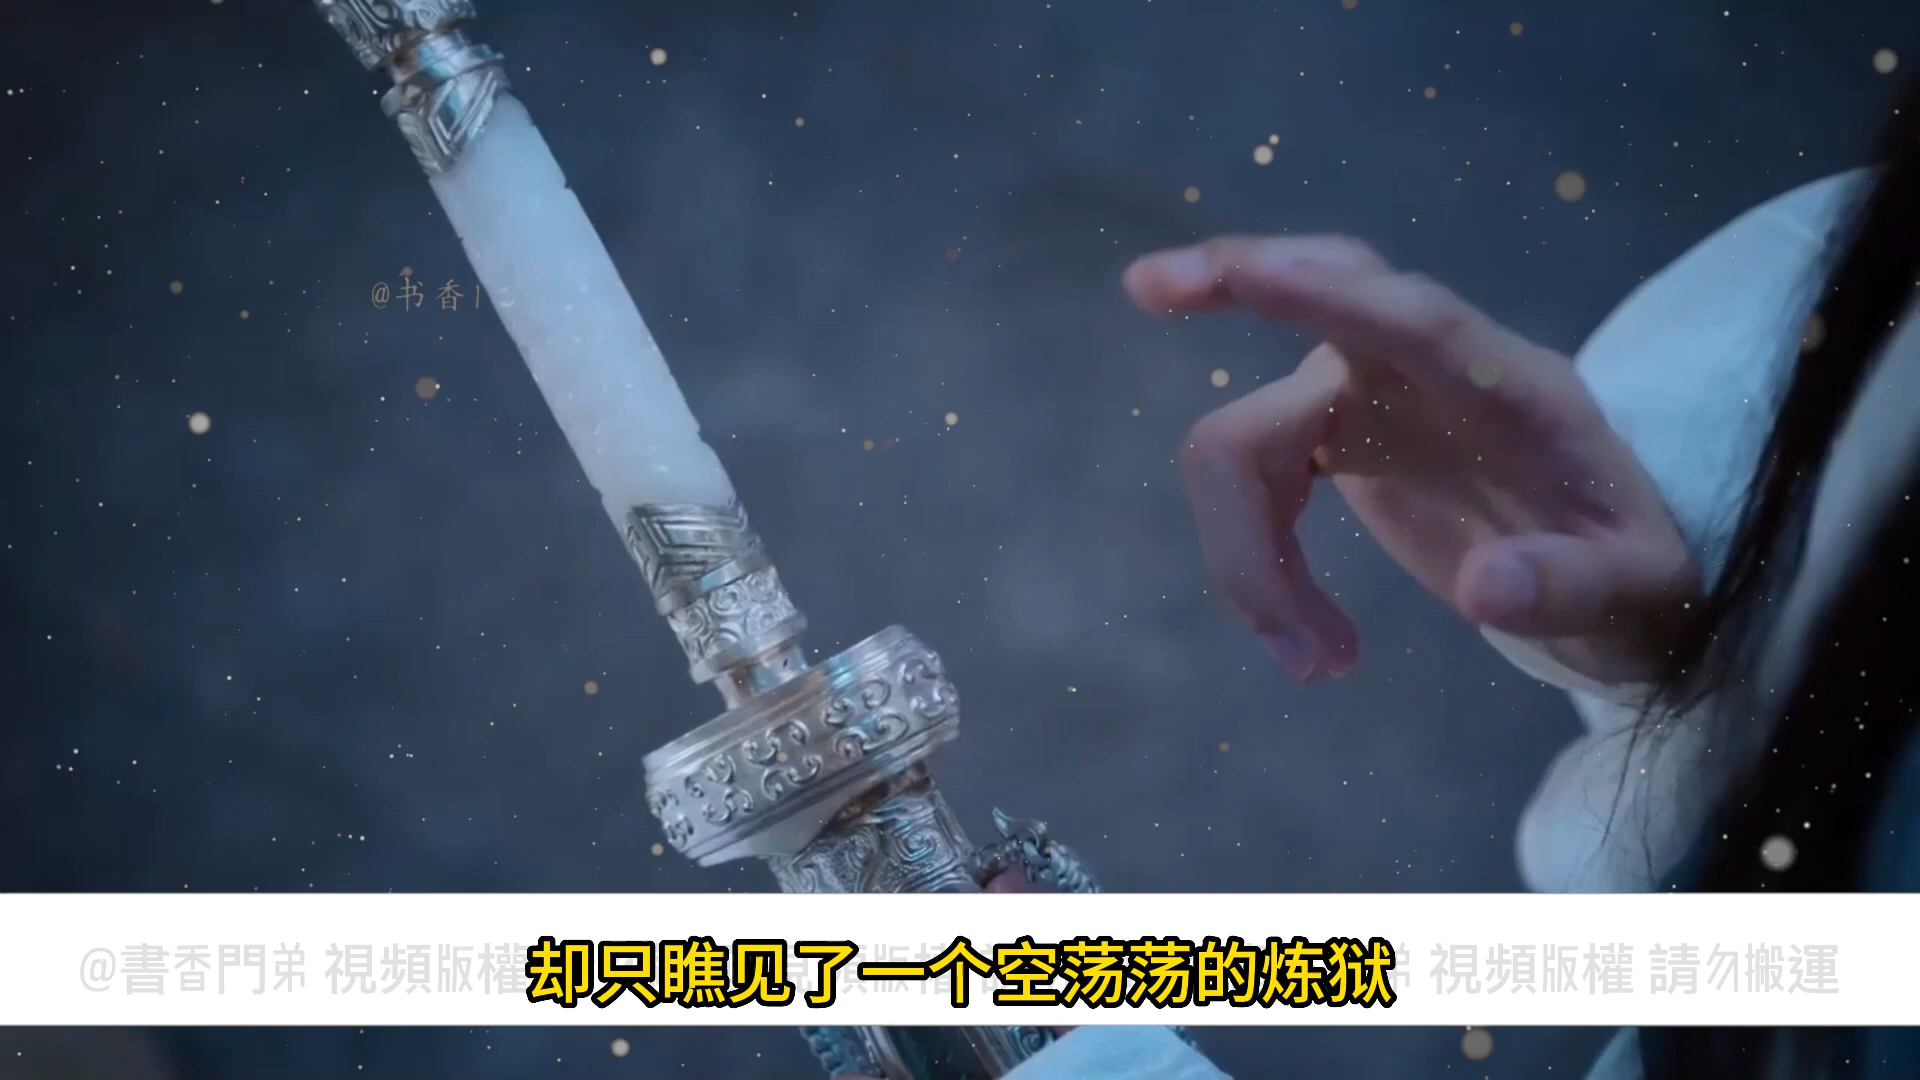 @书香
@書香門弟 視頻版權
却只瞧见了一个空荡荡的炼狱
視頻版權 請勿搬運